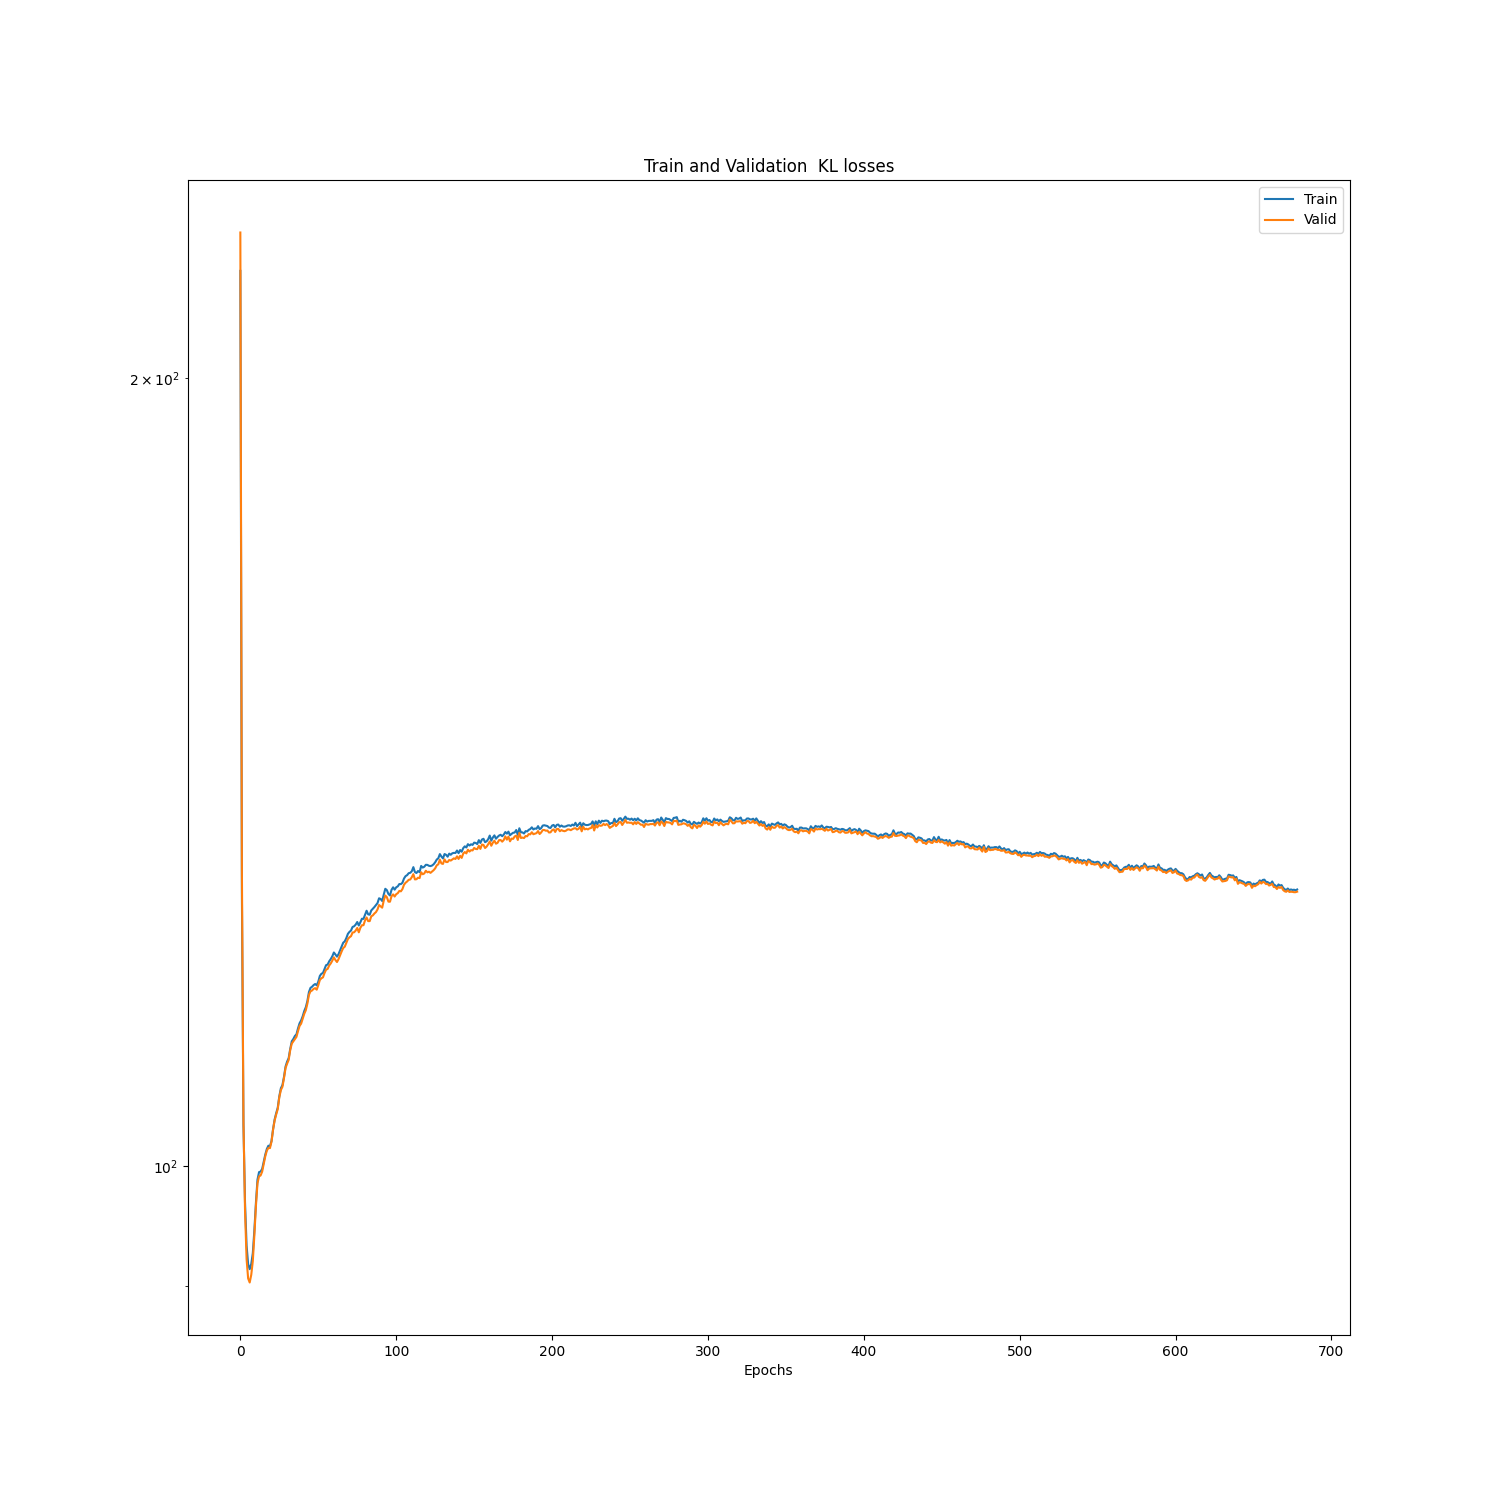 Train and Validation  KL losses
Train
Valid
2 × 10²
10²
0 100 200 300 400 500 600 700
Epochs